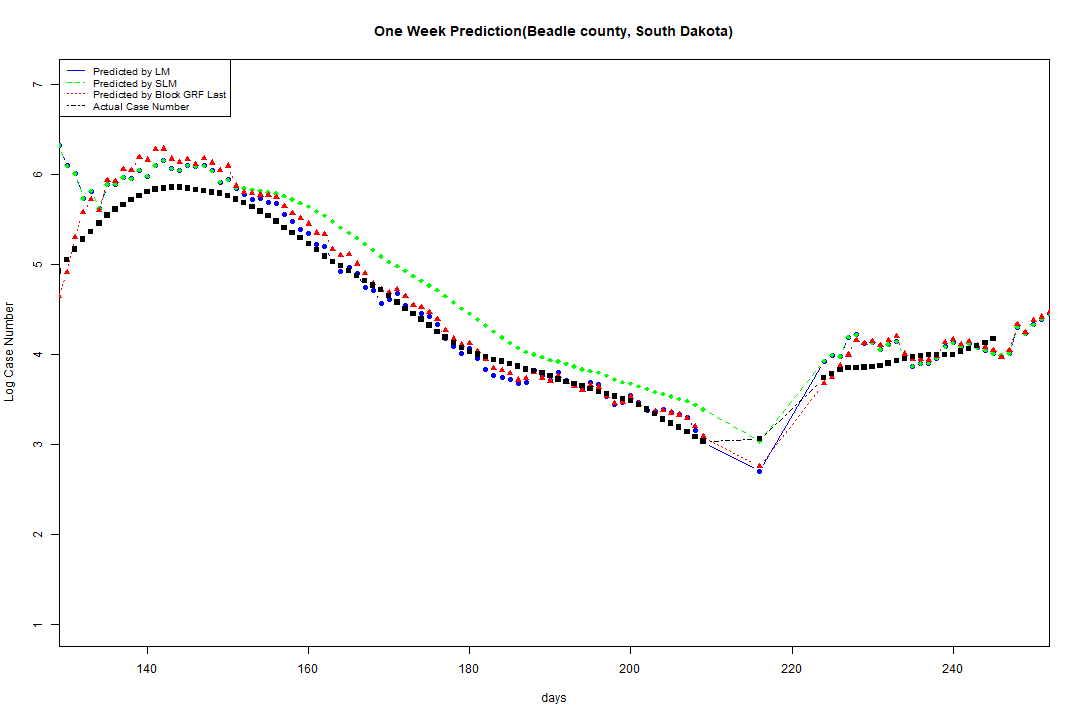 One Week Prediction(Beadle county, South Dakota)
Predicted by LM
Predicted by SLM
Predicted by Block GRF Last
Actual Case Number
7
6
5
4
3
2
1
Log Case Number
140 160 180 200 220 240
days